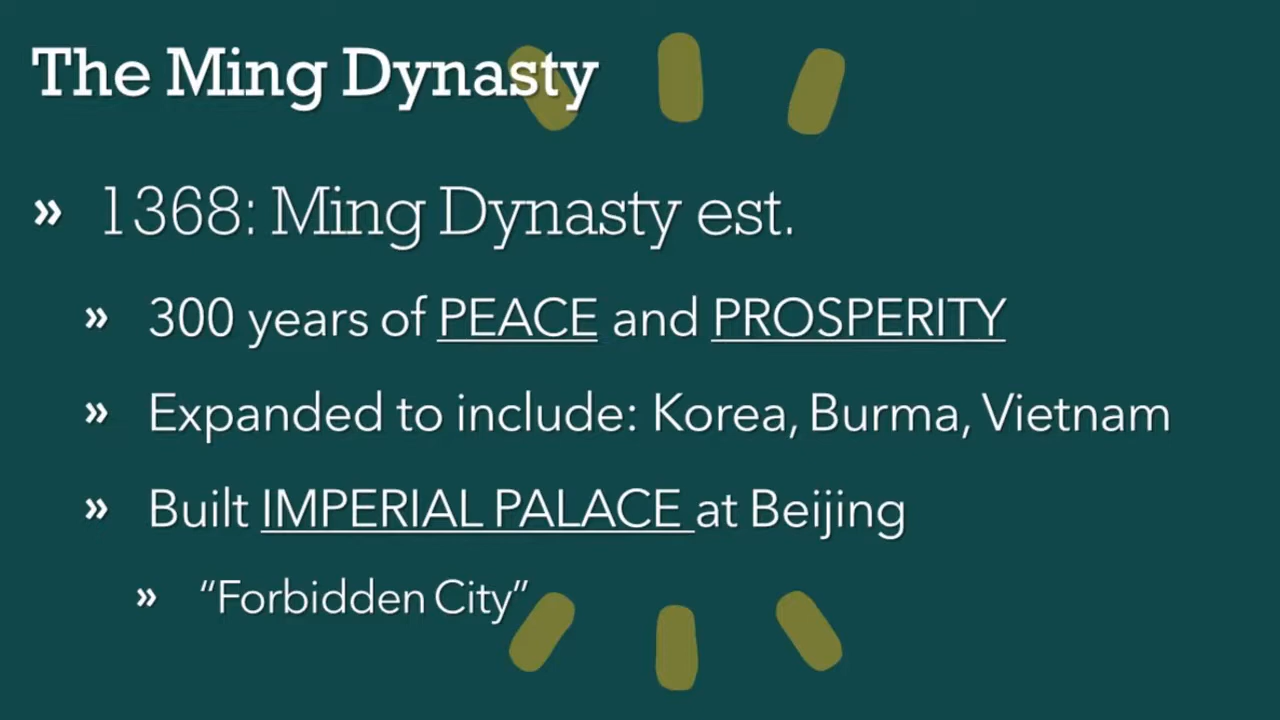 The Ming Dynasty
» 1368: Ming Dynasty est.
» 300 years of PEACE and PROSPERITY
» Expanded to include: Korea, Burma, Vietnam
» Built IMPERIAL PALACE at Beijing
» “Forbidden City”